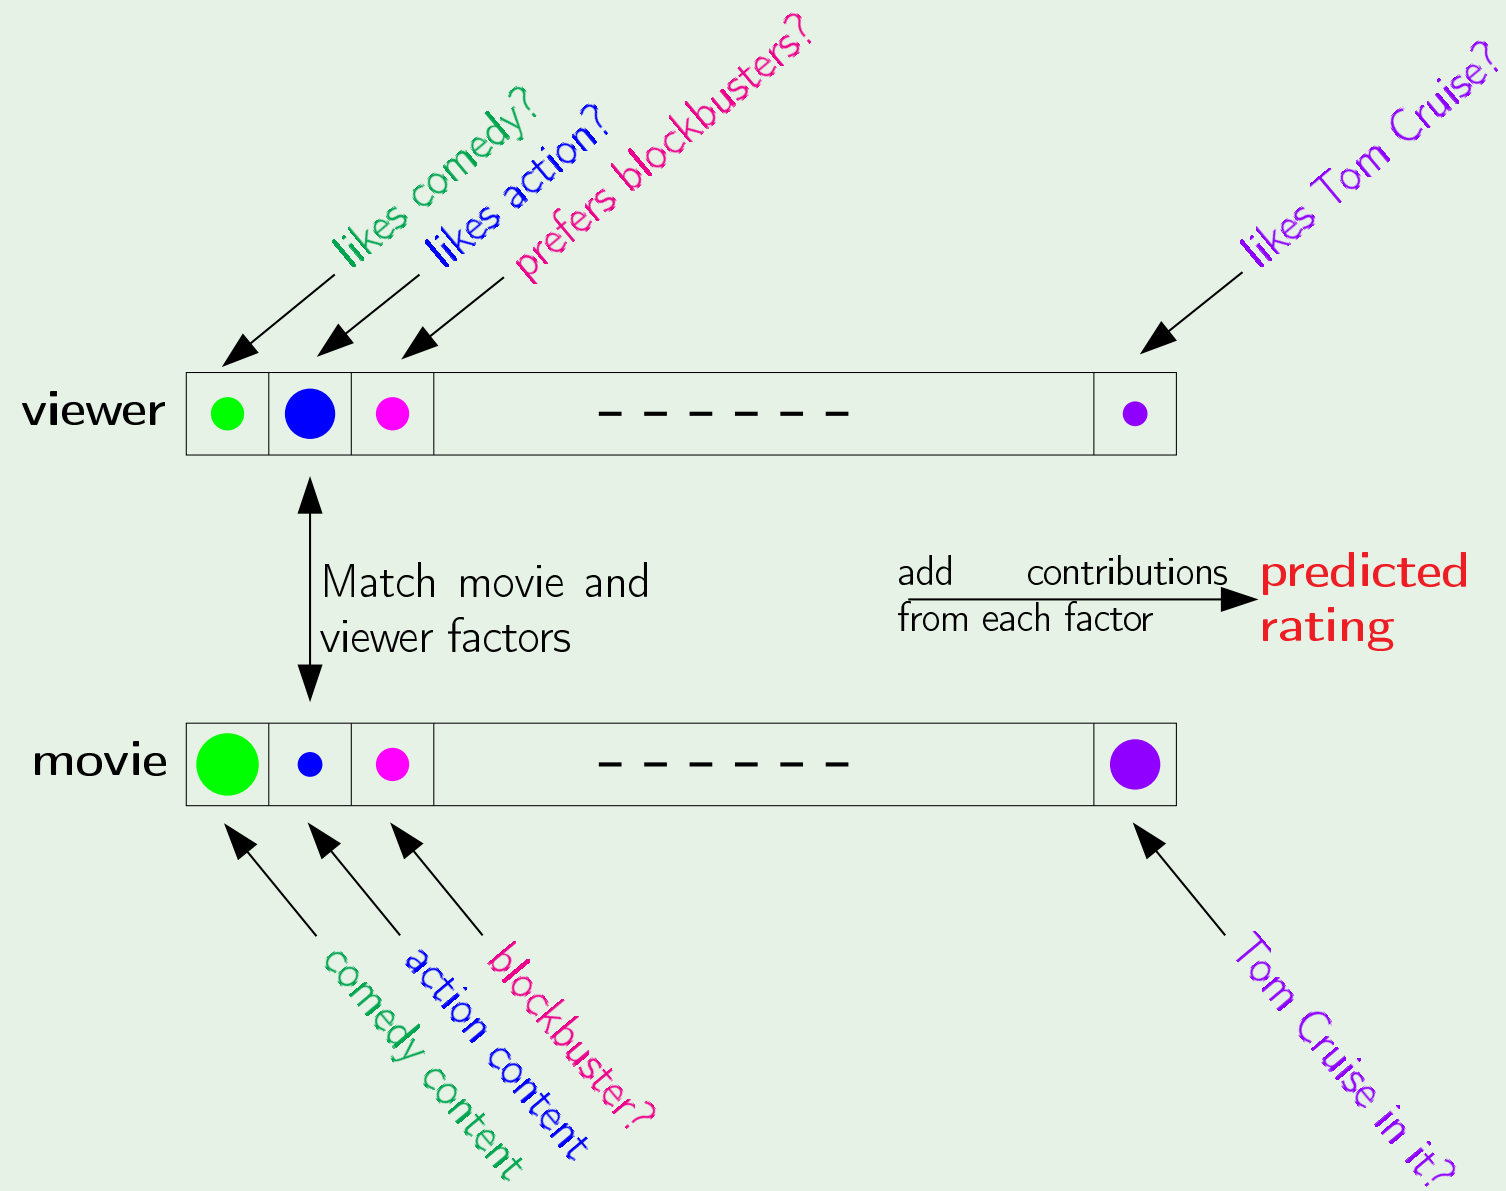 likes comedy?
likes action?
prefers blockbusters?
likes Tom Cruise?
viewer
Match movie and
viewer factors
add contributions
from each factor
predicted
rating
movie
comedy content
action content
blockbuster?
Tom Cruise in it?